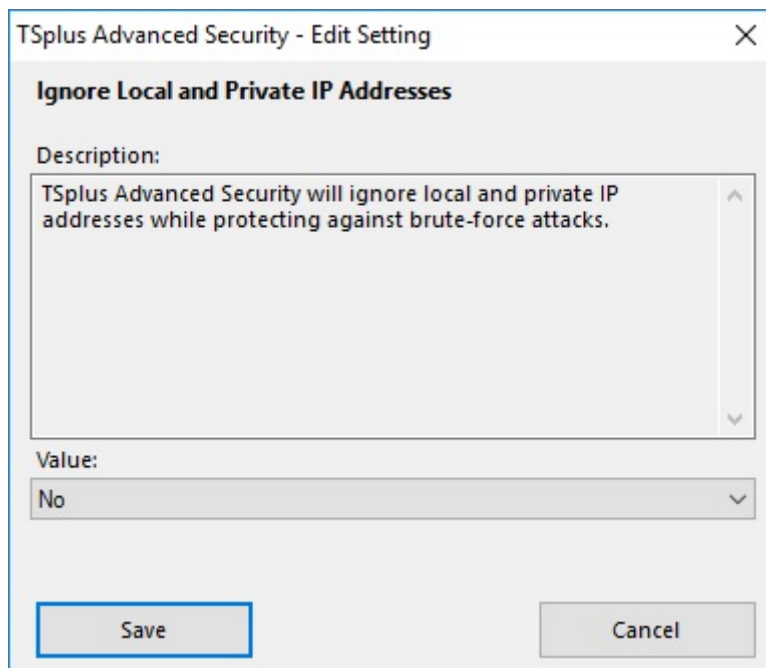 TSplus Advanced Security - Edit Setting
Ignore Local and Private IP Addresses
Description:
TSplus Advanced Security will ignore local and private IP
addresses while protecting against brute-force attacks.
Value:
No
Save
Cancel